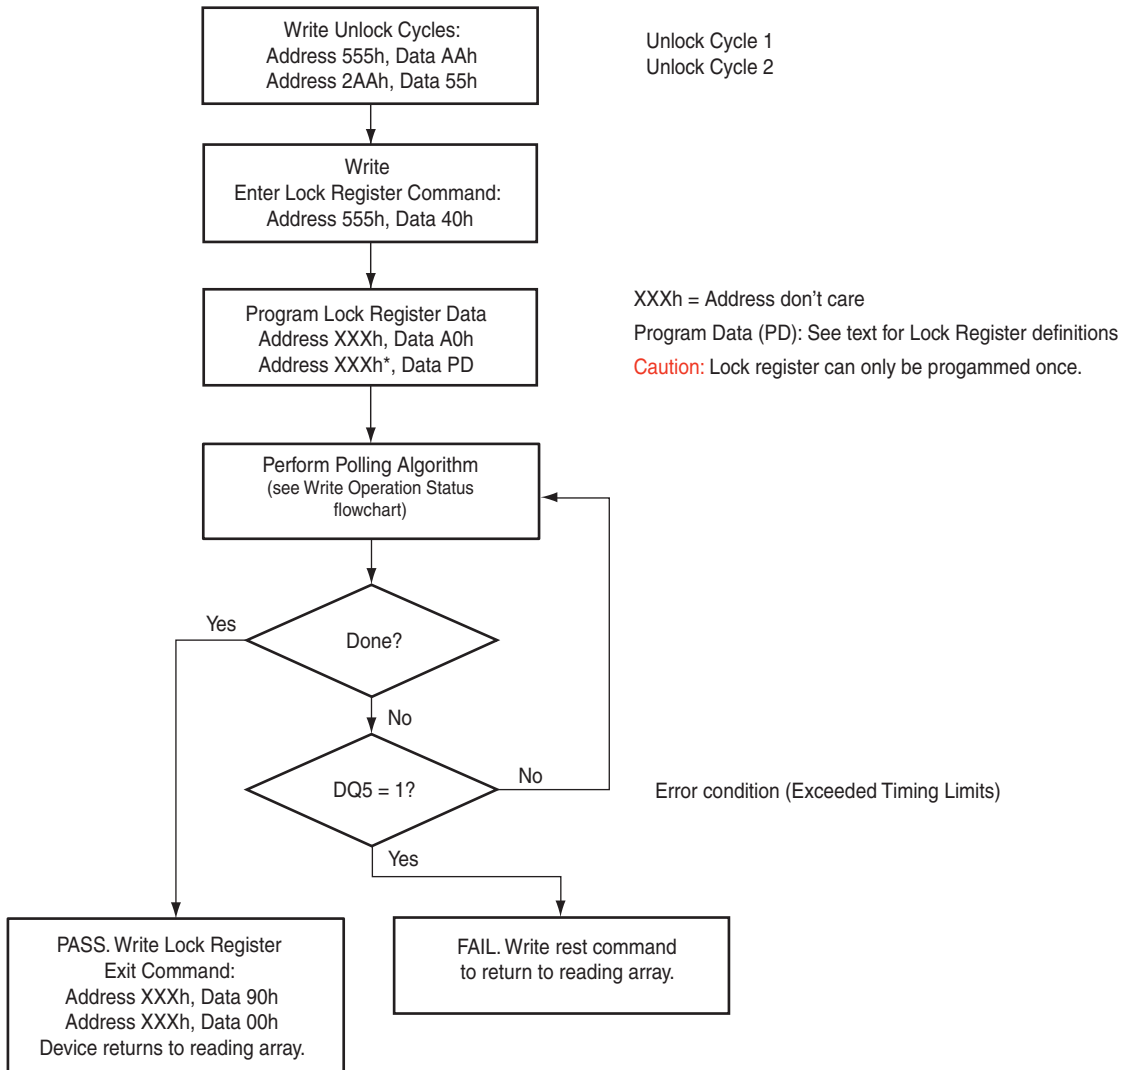 Write Unlock Cycles:
Address 555h, Data AAh
Address 2AAh, Data 55h
Unlock Cycle 1
Unlock Cycle 2
Write
Enter Lock Register Command:
Address 555h, Data 40h
Program Lock Register Data
Address XXXh, Data A0h
Address XXXh*, Data PD
XXXh = Address don't care
Program Data (PD): See text for Lock Register definitions
Caution: Lock register can only be progammed once.
Perform Polling Algorithm
(see Write Operation Status
flowchart)
Yes
Done?
No
DQ5 = 1?
No
Error condition (Exceeded Timing Limits)
Yes
PASS. Write Lock Register
Exit Command:
Address XXXh, Data 90h
Address XXXh, Data 00h
Device returns to reading array.
FAIL. Write rest command
to return to reading array.